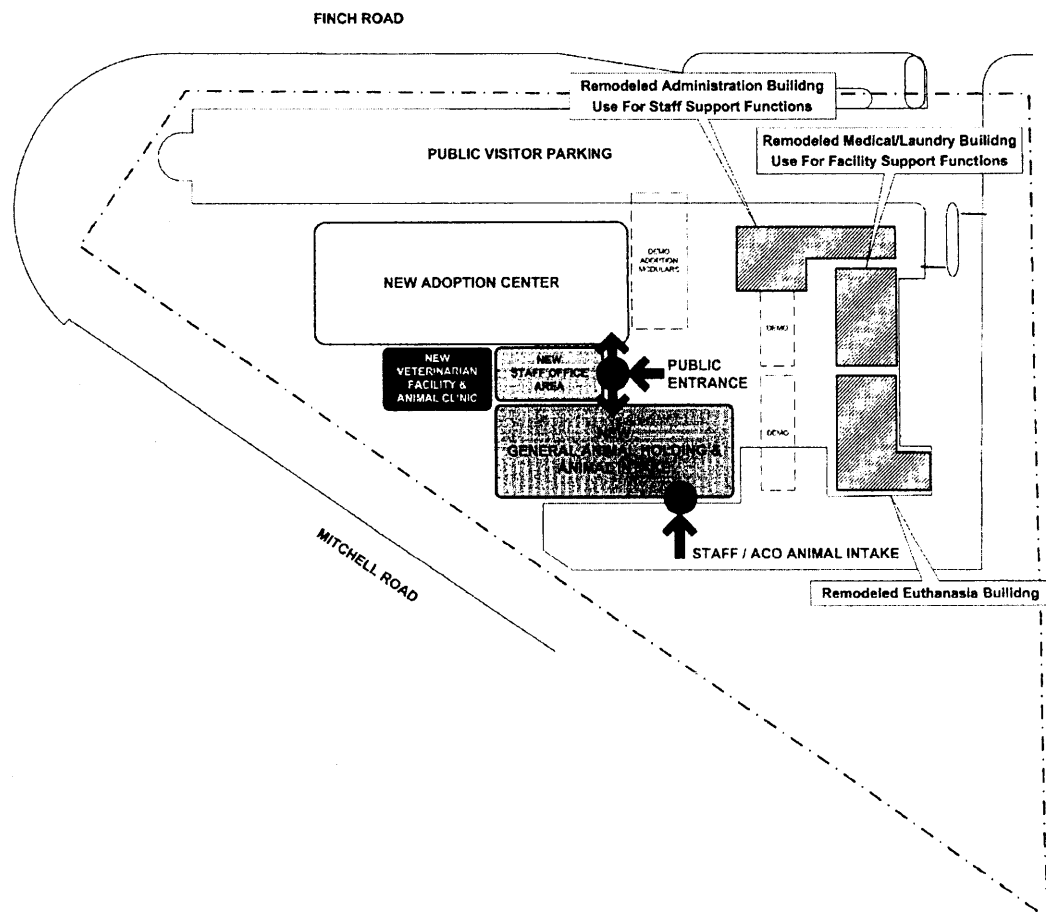 FINCH ROAD
Remodeled Administration Builidng
Use For Staff Support Functions
Remodeled Medical/Laundry Builidng
Use For Facility Support Functions
PUBLIC VISITOR PARKING
DEMO
ADOPTION
MODULARS
NEW ADOPTION CENTER
DEMO
NEW
VETERINARIAN
FACILITY &
ANIMAL CLINIC
NEW
STAFF OFFICE
AREA
PUBLIC
ENTRANCE
NEW
GENERAL ANIMAL HOLDING &
ANIMAL INTAKE
DEMO
MITCHELL ROAD
STAFF / ACO ANIMAL INTAKE
Remodeled Euthanasia Builidng